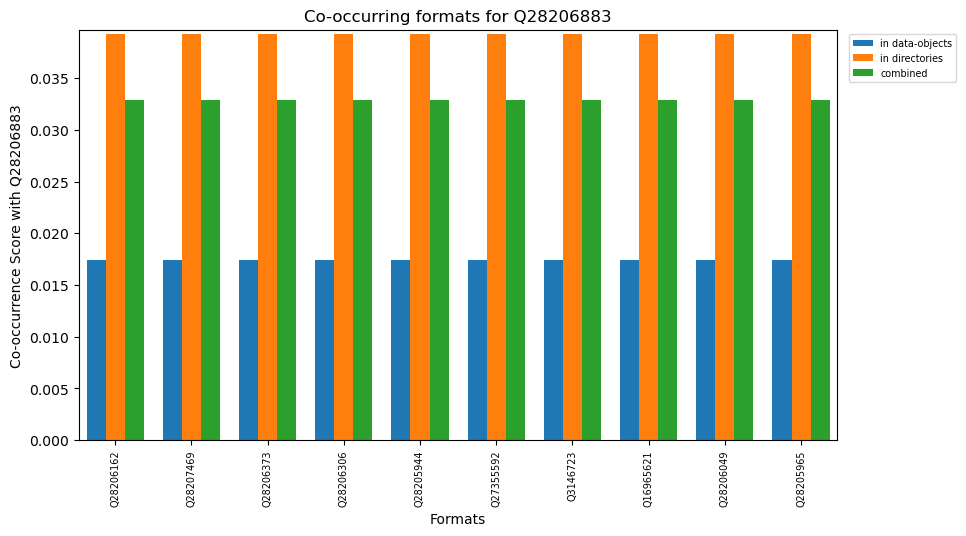 Co-occurring formats for Q28206883
in data-objects
in directories
combined
Co-occurrence Score with Q28206883
0.035
0.030
0.025
0.020
0.015
0.010
0.005
0.000
Q28206162
Q28207469
Q28206373
Q28206306
Q28205944
Q27355592
Q3146723
Q16965621
Q28206049
Q28205965
Formats